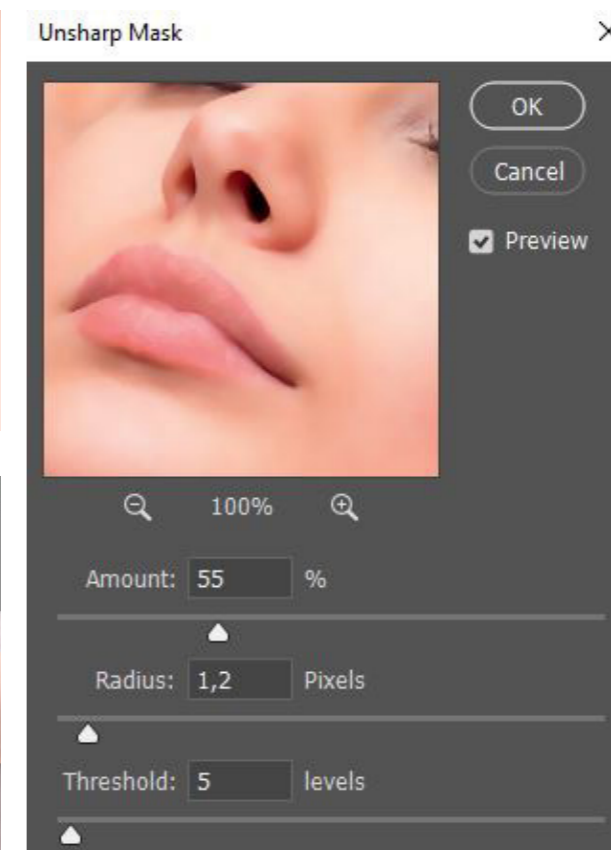 Unsharp Mask
OK
Cancel
Preview
100%
Amount: 55 %
Radius: 1,2 Pixels
Threshold: 5 levels